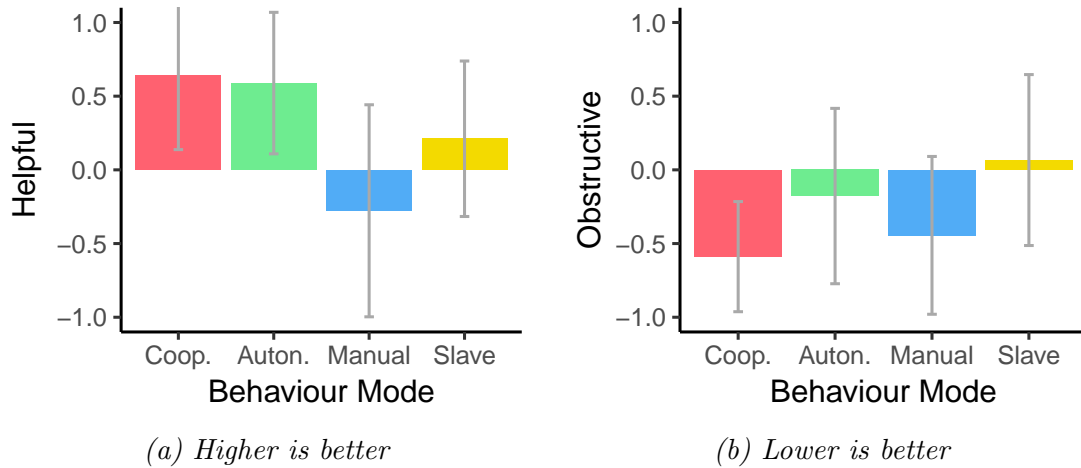 Helpful
1.0
0.5
0.0
−0.5
−1.0
Coop. Auton. Manual Slave
Behaviour Mode
(a) Higher is better
Obstructive
1.0
0.5
0.0
−0.5
−1.0
Coop. Auton. Manual Slave
Behaviour Mode
(b) Lower is better